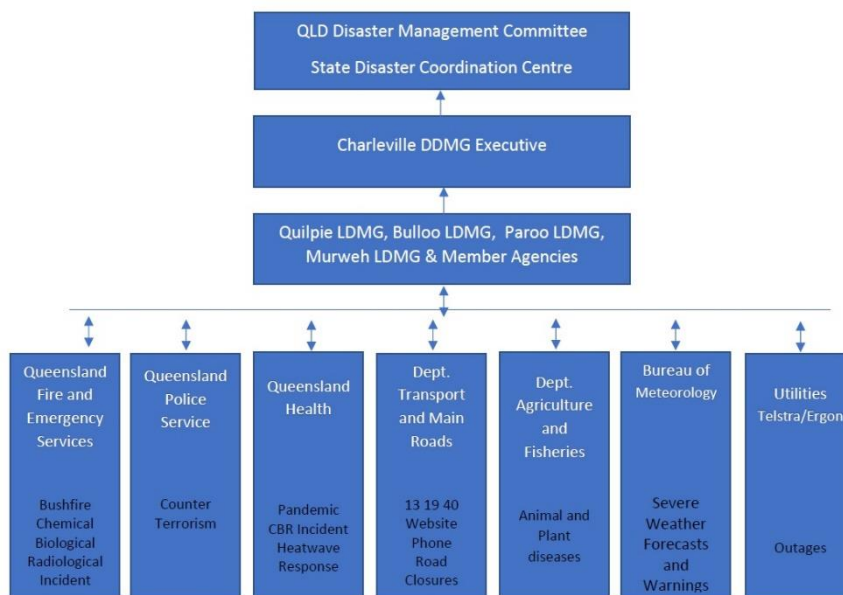 QLD Disaster Management Committee
State Disaster Coordination Centre
Charleville DDMG Executive
Quilpie LDMG, Bulloo LDMG, Paroo LDMG,
Murweh LDMG & Member Agencies
Queensland
Fire and
Emergency
Services
Bushfire
Chemical
Biological
Radiological
Incident
Queensland
Police
Service
Counter
Terrorism
Queensland
Health
Pandemic
CBR Incident
Heatwave
Response
Dept.
Transport
and Main
Roads
13 19 40
Website
Phone
Road
Closures
Dept.
Agriculture
and
Fisheries
Animal and
Plant
diseases
Bureau of
Meteorology
Severe
Weather
Forecasts
and
Warnings
Utilities
Telstra/Ergon
Outages